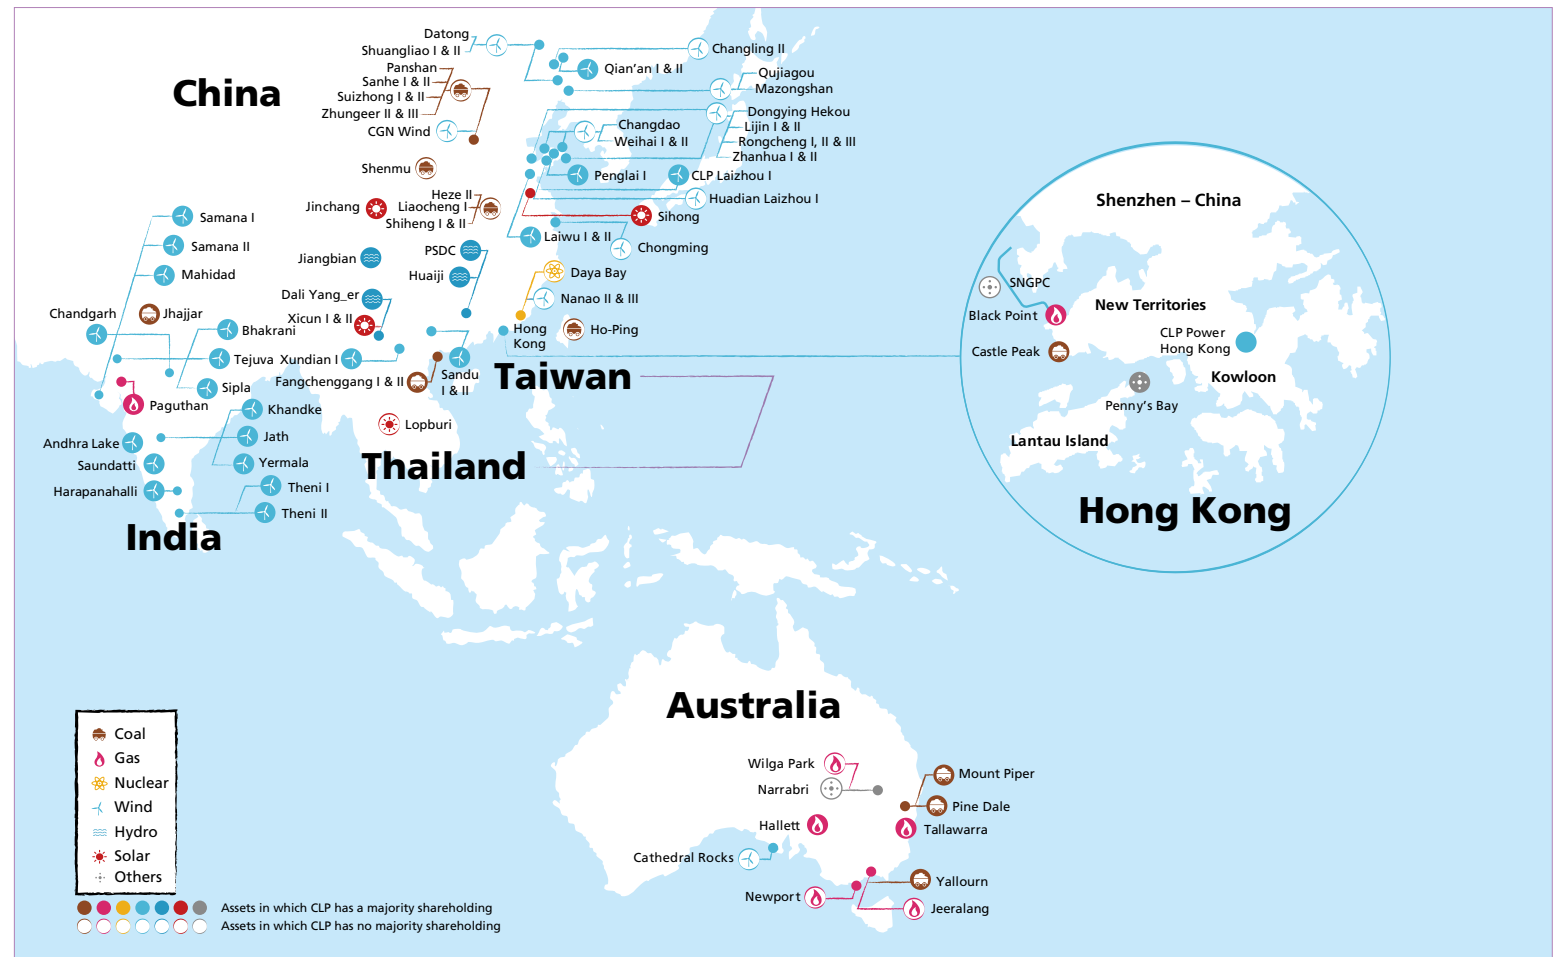 China
Datong
Shuangliao I & II
Panshan
Sanhe I & II
Suizhong I & II
Zhungeer II & III
CGN Wind
Shenmu
Jinchang
Heze II
Liaocheng I
Shiheng I & II
Jiangbian
PSDC
Huaiji
Dali Yang_er
Xicun I & II
Xundian I
Fangchenggang I & II
Sandu
I & II
Changling II
Qian'an I & II
Qujiagou
Mazongshan
Dongying Hekou
Lijin I & II
Rongcheng I, II & III
Zhanhua I & II
Changdao
Weihai I & II
Penglai I
CLP Laizhou I
Huadian Laizhou I
Sihong
Laiwu I & II
Chongming
Daya Bay
Nanao II & III
Hong
Kong
Ho-Ping
Taiwan
Lopburi
Thailand
Samana I
Samana II
Mahidad
Chandgarh
Jhajjar
Bhakrani
Tejuva
Sipla
Paguthan
Khandke
Andhra Lake
Jath
Saundatti
Yermala
Harapanahalli
Theni I
Theni II
India
Shenzhen – China
SNGPC
New Territories
Black Point
CLP Power
Hong Kong
Castle Peak
Kowloon
Penny's Bay
Lantau Island
Hong Kong
Australia
Wilga Park
Narrabri
Mount Piper
Pine Dale
Hallett
Tallawarra
Cathedral Rocks
Yallourn
Newport
Jeeralang
Coal
Gas
Nuclear
Wind
Hydro
Solar
Others
Assets in which CLP has a majority shareholding
Assets in which CLP has no majority shareholding